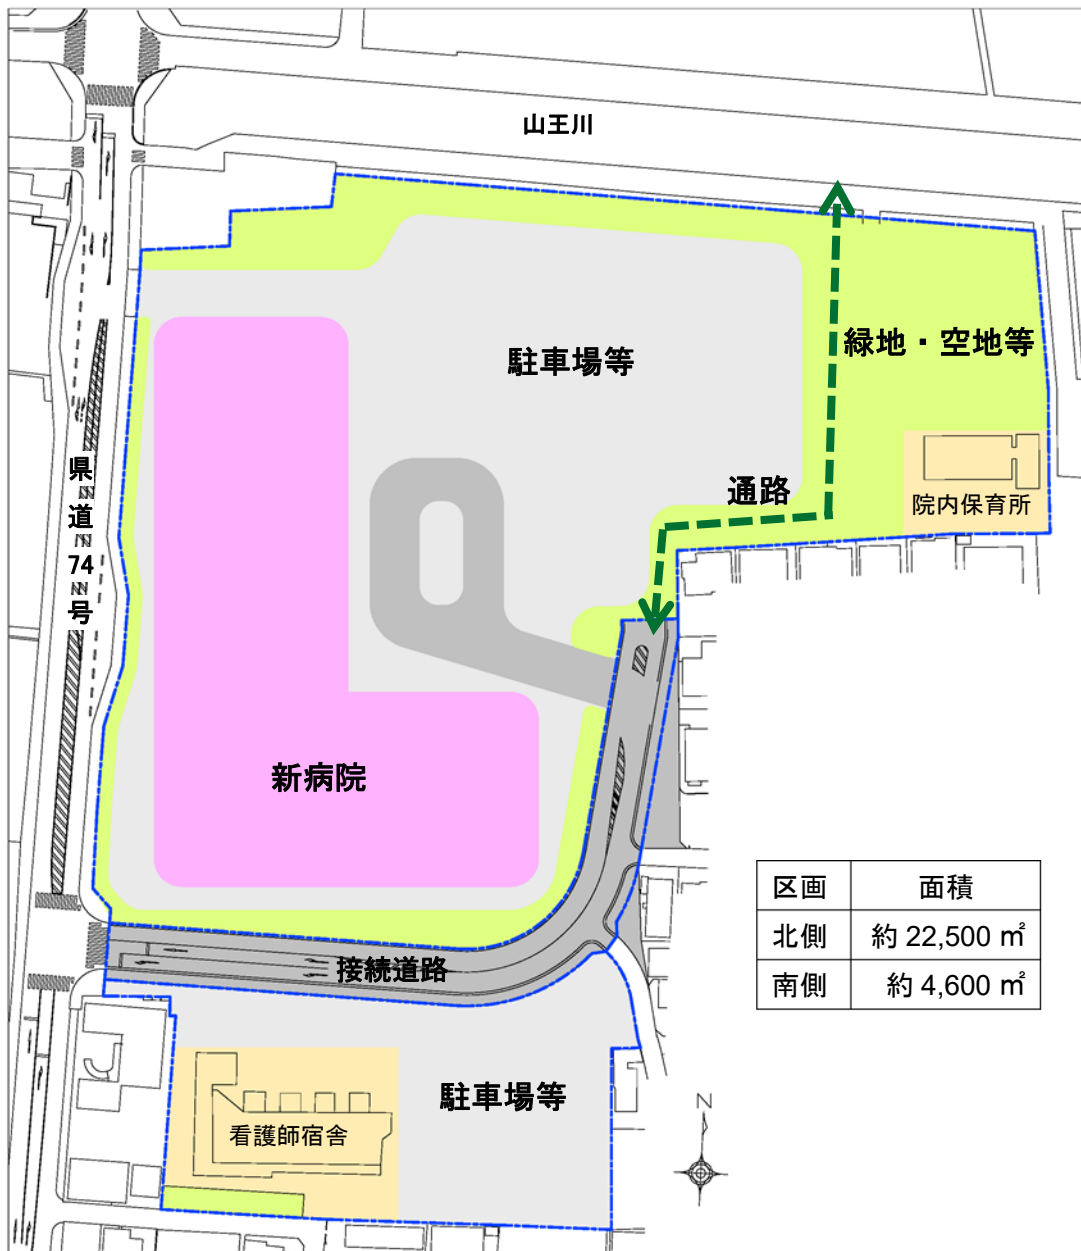 山王川
緑地・空地等
駐車場等
県道74号
通路
院内保育所
新病院
区画 面積
北側 約 22,500 ㎡
南側 約 4,600 ㎡
接続道路
駐車場等
看護師宿舎
N